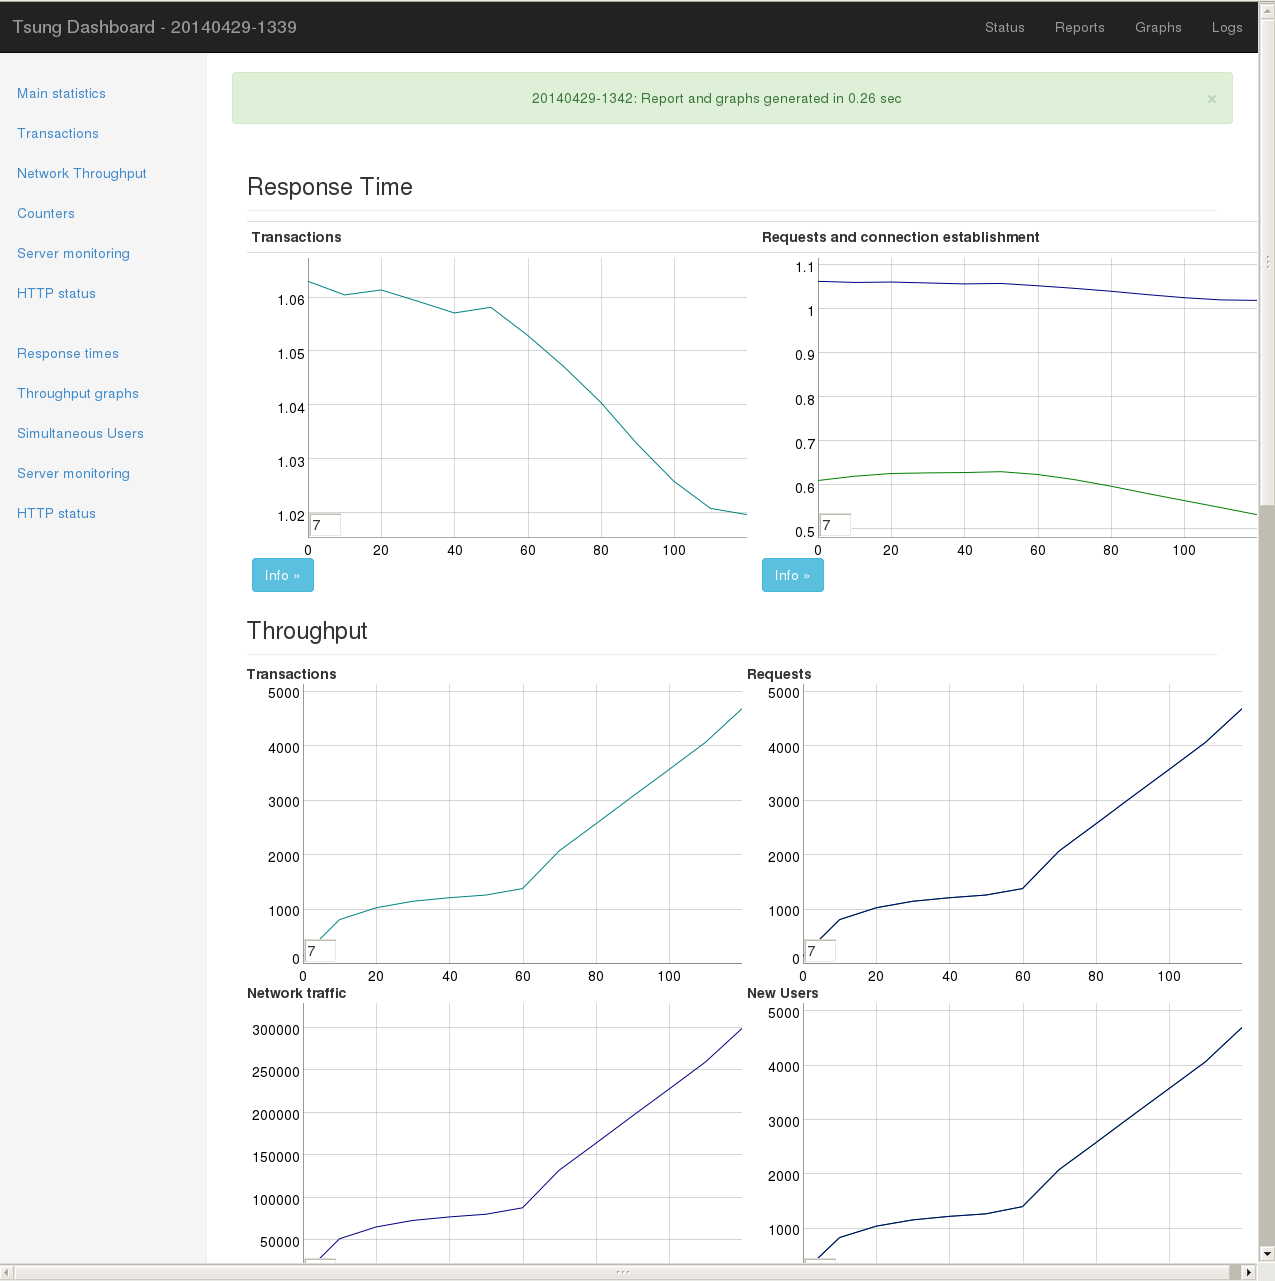 Tsung Dashboard - 20140429-1339
Status Reports Graphs Logs
Main statistics
Transactions
Network Throughput
Counters
Server monitoring
HTTP status
Response times
Throughput graphs
Simultaneous Users
Server monitoring
HTTP status
20140429-1342: Report and graphs generated in 0.26 sec ×
Response Time
Transactions
1.06
1.05
1.04
1.03
1.02
7
0 20 40 60 80 100
Info »
Requests and connection establishment
1.1
1
0.9
0.8
0.7
0.6
0.5
7
0 20 40 60 80 100
Info »
Throughput
Transactions
5000
4000
3000
2000
1000
0
7
0 20 40 60 80 100
Requests
5000
4000
3000
2000
1000
0
7
0 20 40 60 80 100
Network traffic
300000
250000
200000
150000
100000
50000
New Users
5000
4000
3000
2000
1000